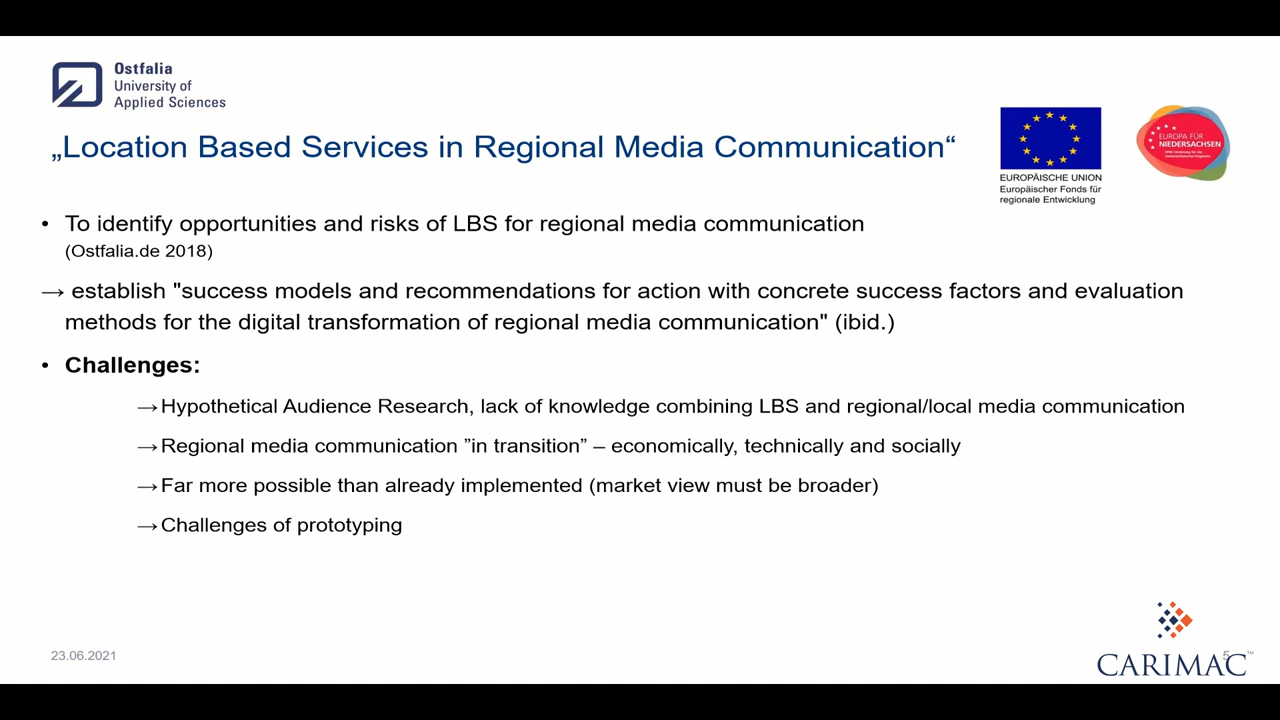 Ostfalia
University of
Applied Sciences
„Location Based Services in Regional Media Communication“
EUROPÄISCHE UNION
Europäischer Fonds für
regionale Entwicklung
EUROPA FÜR
NIEDERSACHSEN
• To identify opportunities and risks of LBS for regional media communication
(Ostfalia.de 2018)
→ establish "success models and recommendations for action with concrete success factors and evaluation
methods for the digital transformation of regional media communication" (ibid.)
• Challenges:
→Hypothetical Audience Research, lack of knowledge combining LBS and regional/local media communication
→Regional media communication ”in transition” – economically, technically and socially
→Far more possible than already implemented (market view must be broader)
→Challenges of prototyping
23.06.2021
5
CARIMAC™